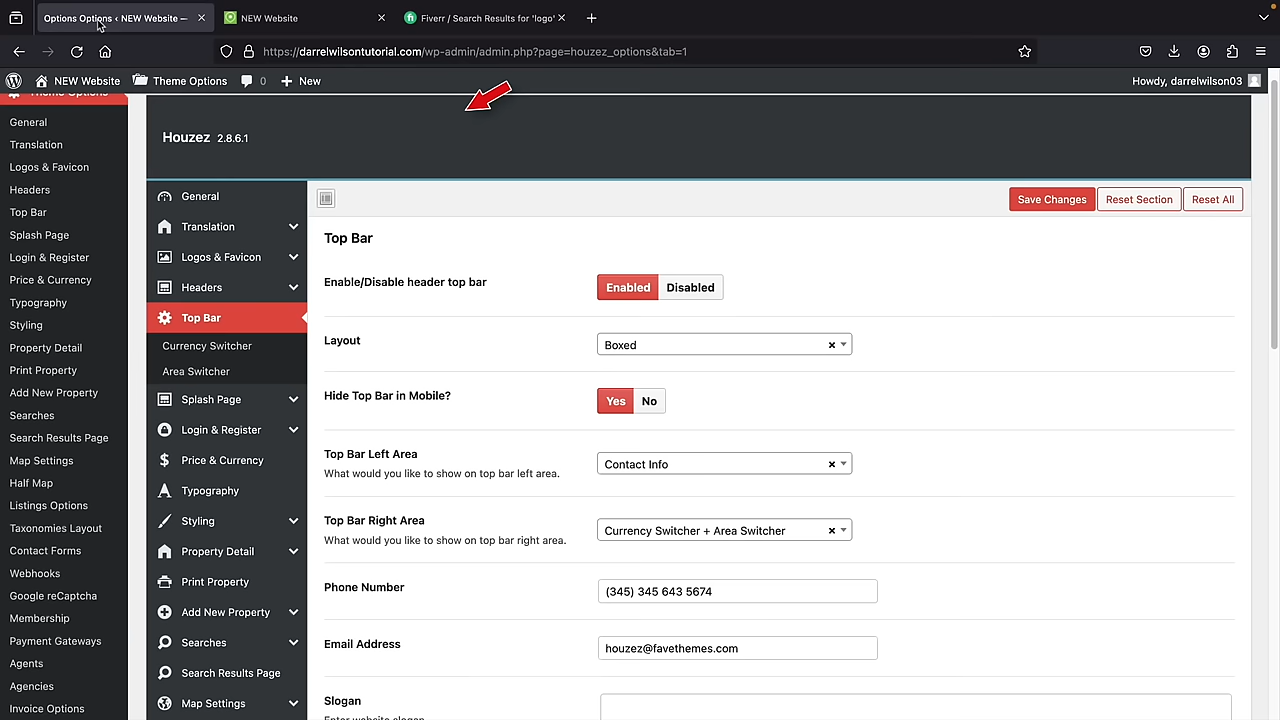 Options Options ‹ NEW Website —
NEW Website
Fiverr / Search Results for 'logo'
https://darrelwilsontutorial.com/wp-admin/admin.php?page=houzez_options&tab=1
NEW Website
Theme Options
0
New
Howdy, darrelwilson03
Theme Options
General
Translation
Logos & Favicon
Headers
Top Bar
Splash Page
Login & Register
Price & Currency
Typography
Styling
Property Detail
Print Property
Add New Property
Searches
Search Results Page
Map Settings
Half Map
Listings Options
Taxonomies Layout
Contact Forms
Webhooks
Google reCaptcha
Membership
Payment Gateways
Agents
Agencies
Invoice Options
Houzez 2.8.6.1
General
Translation
Logos & Favicon
Headers
Top Bar
Currency Switcher
Area Switcher
Splash Page
Login & Register
Price & Currency
Typography
Styling
Property Detail
Print Property
Add New Property
Searches
Search Results Page
Map Settings
Save Changes
Reset Section
Reset All
Top Bar
Enable/Disable header top bar
Enabled
Disabled
Layout
Boxed
Hide Top Bar in Mobile?
Yes
No
Top Bar Left Area
What would you like to show on top bar left area.
Contact Info
Top Bar Right Area
What would you like to show on top bar right area.
Currency Switcher + Area Switcher
Phone Number
(345) 345 643 5674
Email Address
houzez@favethemes.com
Slogan
Enter website slogan